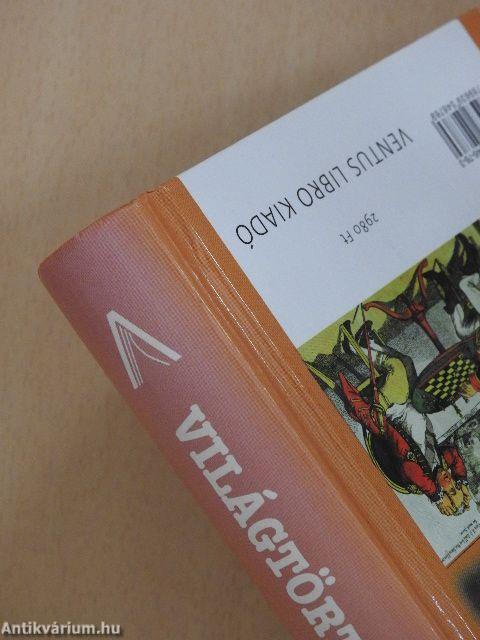 VENTUS LIBRO KIADÓ
2980 Ft
VILÁGTÖRT
Antikvárium.hu